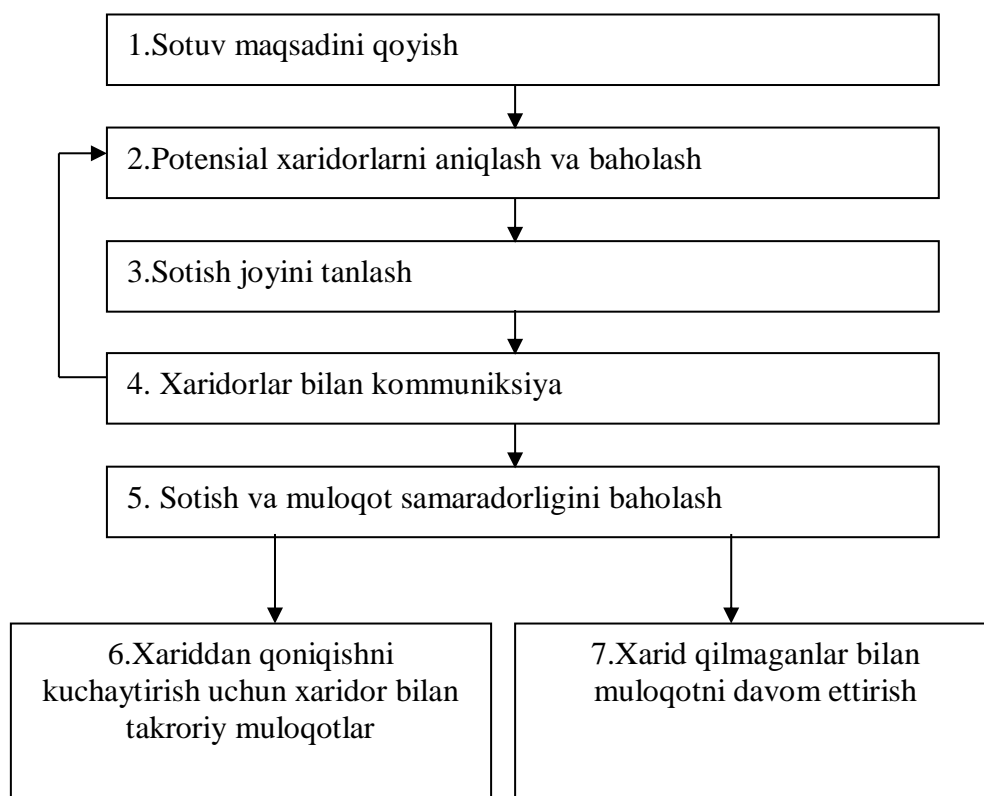 1.Sotuv maqsadini qoyish
2.Potensial xaridorlarni aniqlash va baholash
3.Sotish joyini tanlash
4. Xaridorlar bilan kommuniksiya
5. Sotish va muloqot samaradorligini baholash
6.Xariddan qoniqishni
kuchaytirish uchun xaridor bilan
takroriy muloqotlar
7.Xarid qilmaganlar bilan
muloqotni davom ettirish